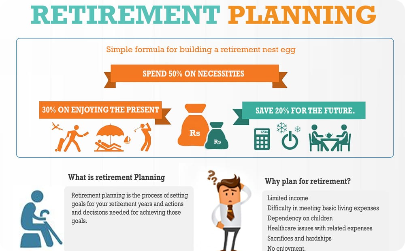 RETIREMENT PLANNING
Simple formula for building a retirement nest egg
SPEND 50% ON NECESSITIES
30% ON ENJOYING THE PRESENT
SAVE 20% FOR THE FUTURE.
Rs
Rs
What is retirement Planning
Retirement planning is the process of setting
goals for your retirement years and actions
and decisions needed for achieving those
goals.
Why plan for retirement?
Limited income
Difficulty in meeting basic living expenses
Dependency on children
Healthcare issues with related expenses
Sacrifices and hardships
No enjoyment